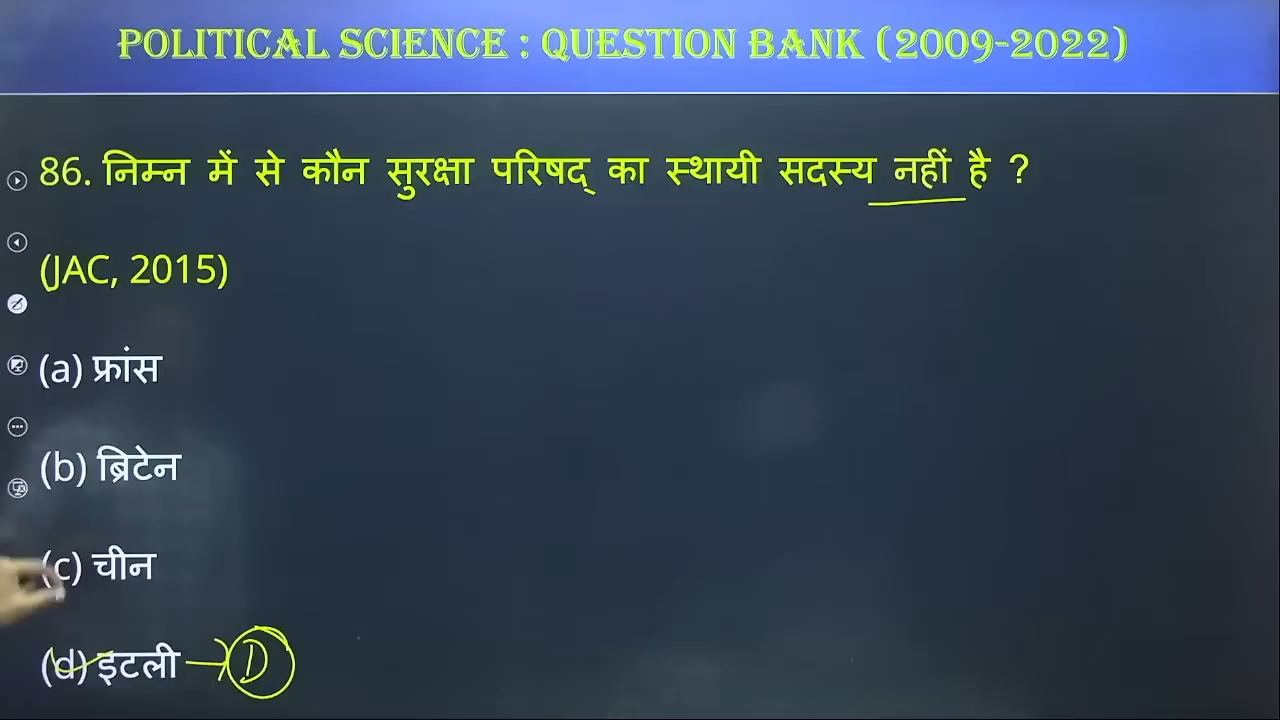 POLITICAL SCIENCE : QUESTION BANK (2009-2022)
86. निम्न में से कौन सुरक्षा परिषद् का स्थायी सदस्य नहीं है ?
(JAC, 2015)
(a) फ्रांस
(b) ब्रिटेन
(c) चीन
(d) इटली → D